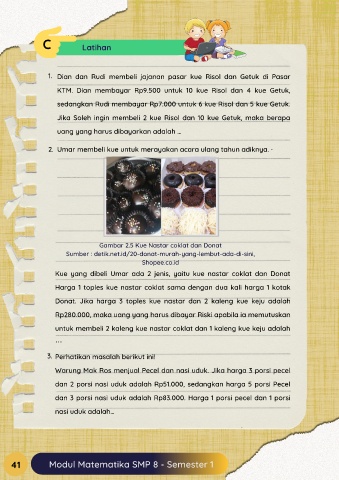 C
Latihan
1. Dian dan Rudi membeli jajanan pasar kue Risol dan Getuk di Pasar
KTM. Dian membayar Rp9.500 untuk 10 kue Risol dan 4 kue Getuk,
sedangkan Rudi membayar Rp7.000 untuk 6 kue Risol dan 5 kue Getuk.
Jika Soleh ingin membeli 2 kue Risol dan 10 kue Getuk, maka berapa
uang yang harus dibayarkan adalah ...
2. Umar membeli kue untuk merayakan acara ulang tahun adiknya. -
Gambar 2.5 Kue Nastar coklat dan Donat
Sumber : detik.net.id/20-donat-murah-yang-lembut-ada-di-sini,
Shopee.co.id
Kue yang dibeli Umar ada 2 jenis, yaitu kue nastar coklat dan Donat
Harga 1 toples kue nastar coklat sama dengan dua kali harga 1 kotak
Donat. Jika harga 3 toples kue nastar dan 2 kaleng kue keju adalah
Rp280.000, maka uang yang harus dibayar Riski apabila ia memutuskan
untuk membeli 2 kaleng kue nastar coklat dan 1 kaleng kue keju adalah
...
3. Perhatikan masalah berikut ini!
Warung Mak Ros menjual Pecel dan nasi uduk. Jika harga 3 porsi pecel
dan 2 porsi nasi uduk adalah Rp51.000, sedangkan harga 5 porsi Pecel
dan 3 porsi nasi uduk adalah Rp83.000. Harga 1 porsi pecel dan 1 porsi
nasi uduk adalah...
41
Modul Matematika SMP 8 - Semester 1